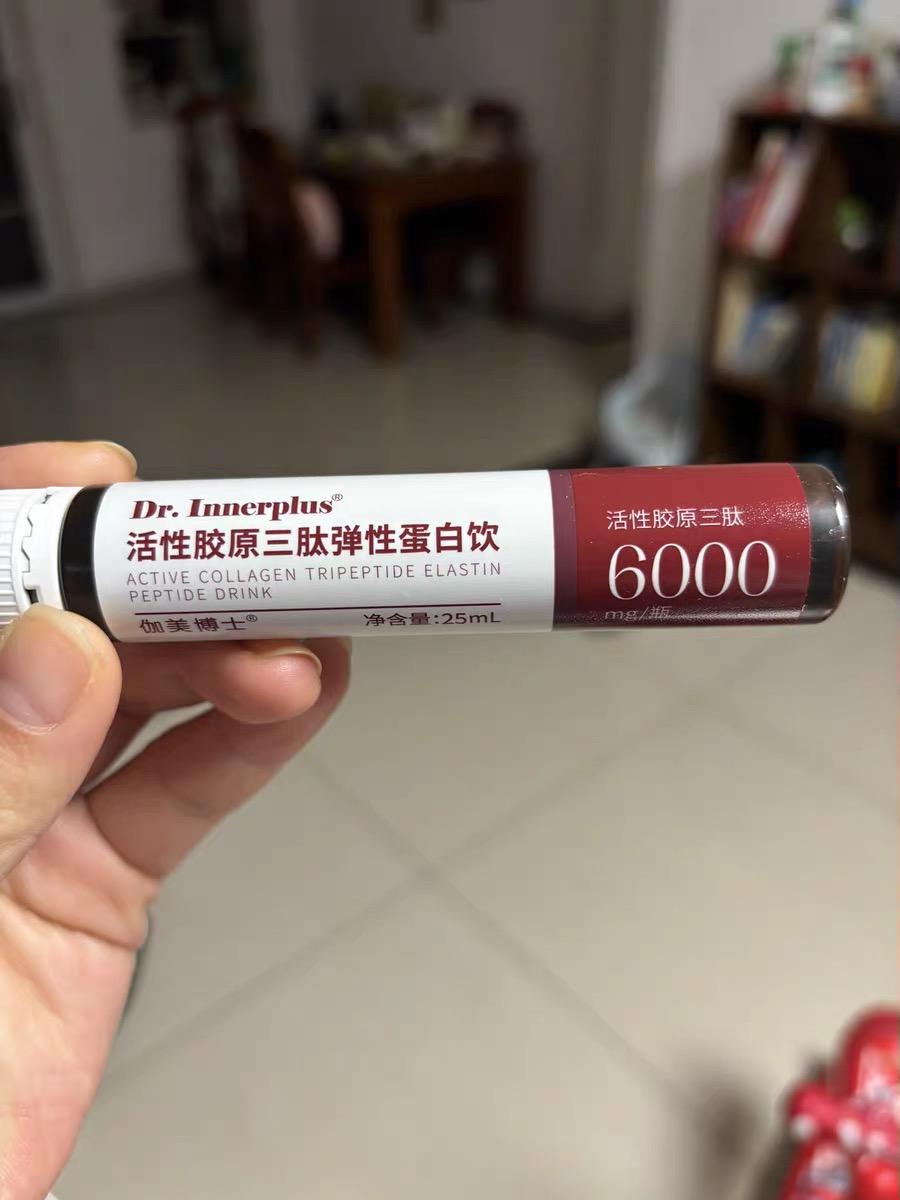 Dr. Innerplus®
活性胶原三肽弹性蛋白饮
ACTIVE COLLAGEN TRIPEPTIDE ELASTIN
PEPTIDE DRINK
伽美博士® 净含量:25mL
活性胶原三肽
6000
mg/瓶